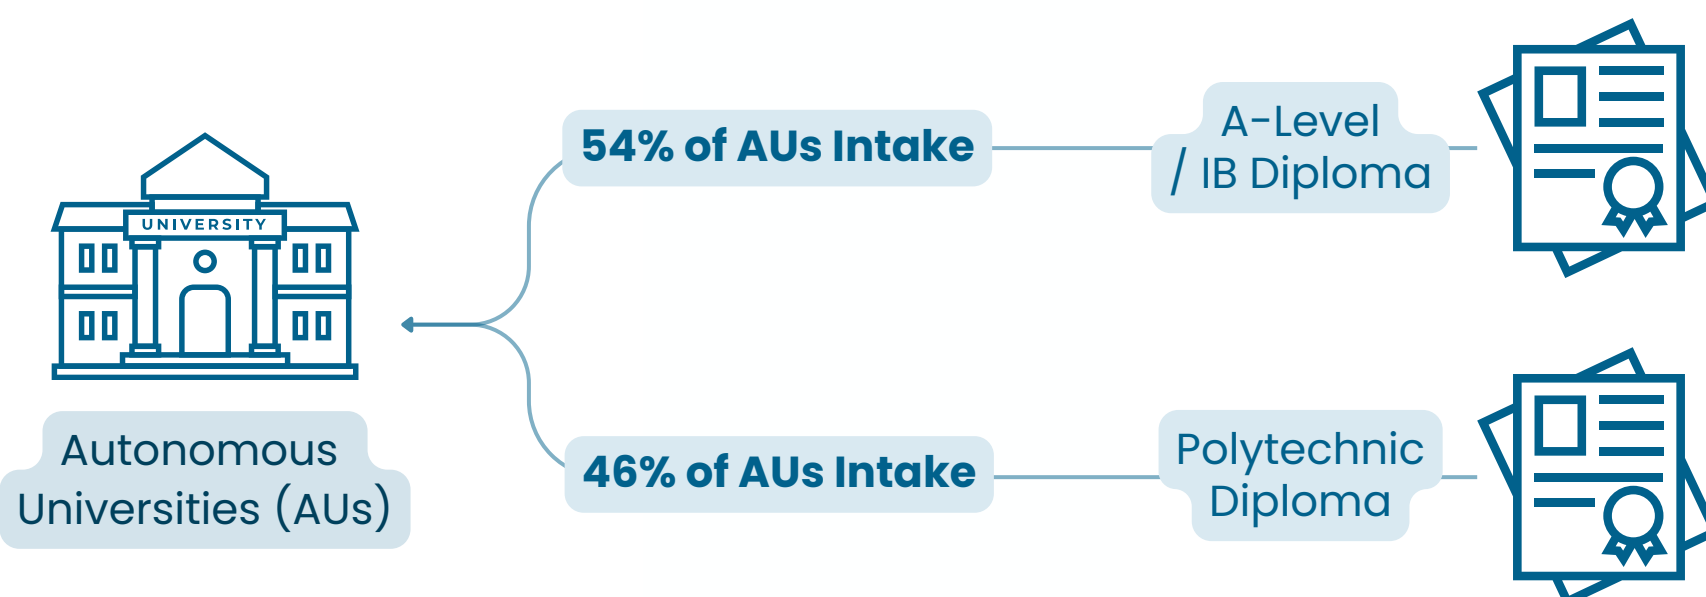 UNIVERSITY
Autonomous
Universities (AUs)
54% of AUs Intake
A-Level
/ IB Diploma
46% of AUs Intake
Polytechnic
Diploma